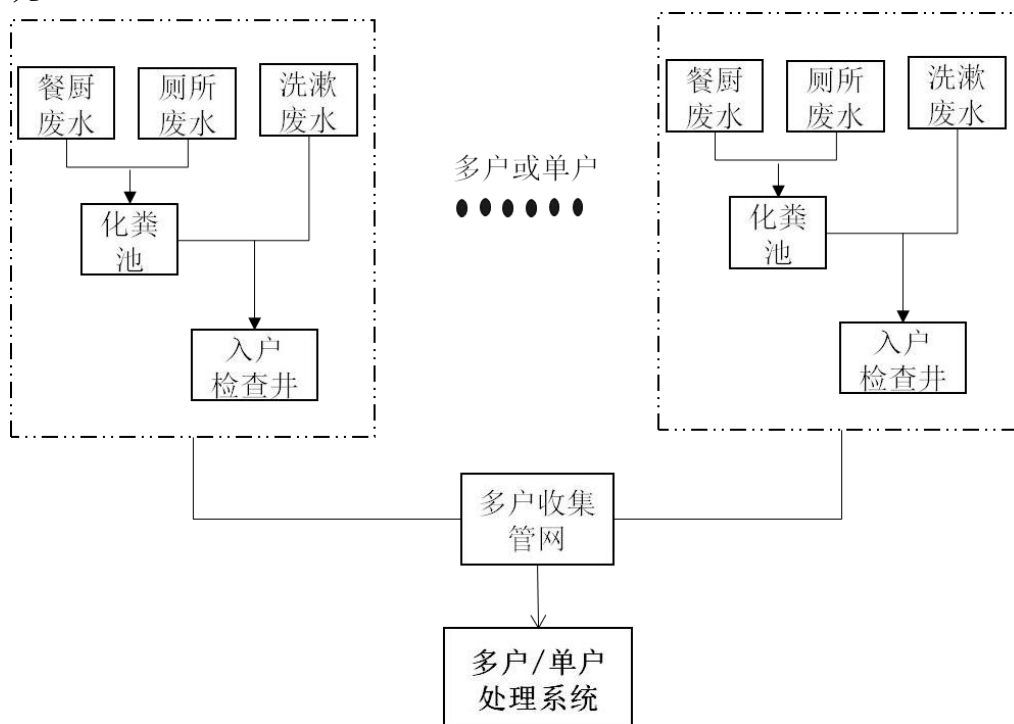 餐厨
废水
厕所
废水
洗漱
废水
化粪
池
入户
检查井
多户或单户
餐厨
废水
厕所
废水
洗漱
废水
化粪
池
入户
检查井
多户收集
管网
多户/单户
处理系统